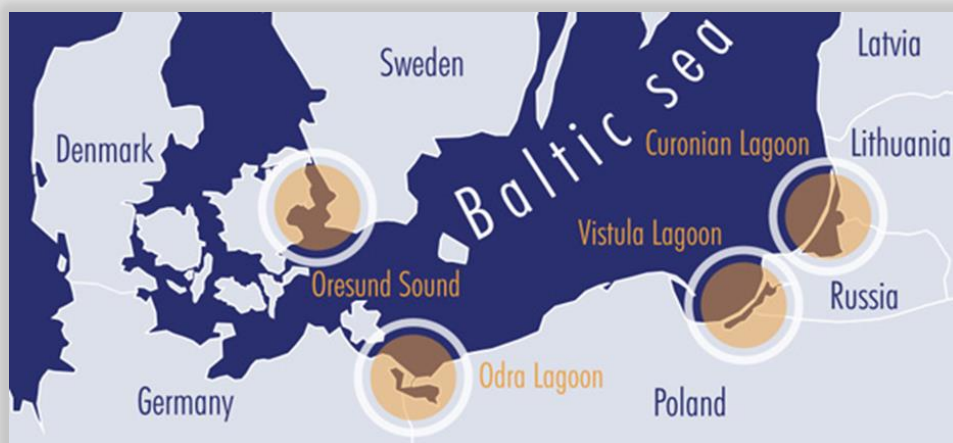 Latvia
Sweden
Baltic sea
Denmark
Curonian Lagoon
Lithuania
Vistula Lagoon
Oresund Sound
Russia
Odra Lagoon
Germany
Poland